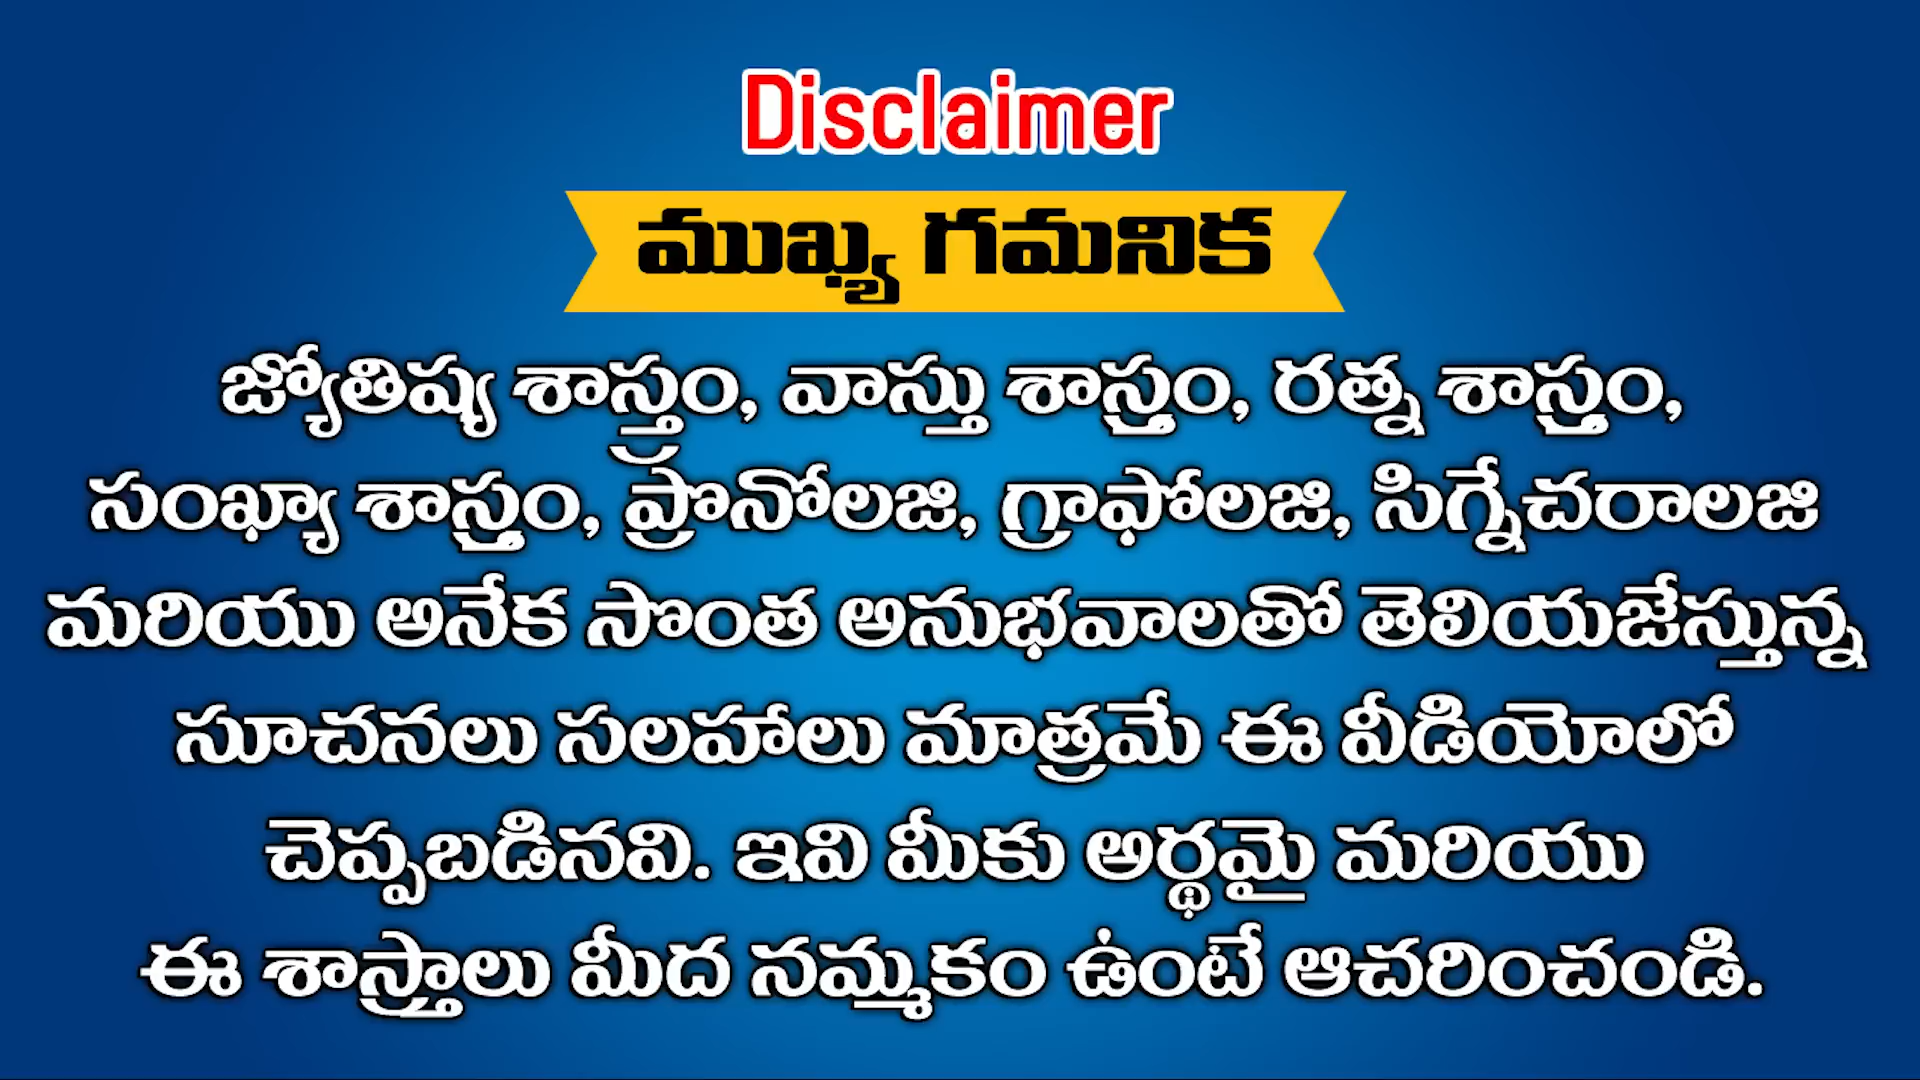 Disclaimer
ముఖ్య గమనిక
జ్యోతిష్య శాస్త్రం, వాస్తు శాస్త్రం, రత్న శాస్త్రం,
సంఖ్యా శాస్త్రం, ప్రొనోలజి, గ్రాఫోలజి, సిగ్నేచరాలజి
మరియు అనేక సొంత అనుభవాలతో తెలియజేస్తున్న
సూచనలు సలహాలు మాత్రమే ఈ వీడియోలో
చెప్పబడినవి. ఇవి మీకు అర్థమై మరియు
ఈ శాస్త్రాలు మీద నమ్మకం ఉంటే ఆచరించండి.